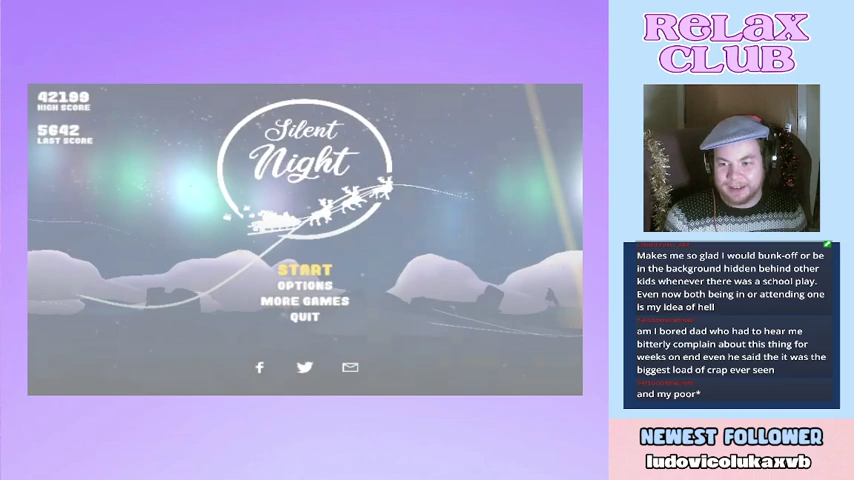 RELAX
CLUB
42199
HIGH SCORE
5642
LAST SCORE
Silent
Night
START
OPTIONS
MORE GAMES
QUIT
Makes me so glad I would bunk-off or be
in the background hidden behind other
kids whenever there was a school play.
Even now both being in or attending one
is my idea of hell
am I bored dad who had to hear me
bitterly complain about this thing for
weeks on end even he said the it was the
biggest load of crap ever seen
and my poor*
NEWEST FOLLOWER
ludovicolukaxvb